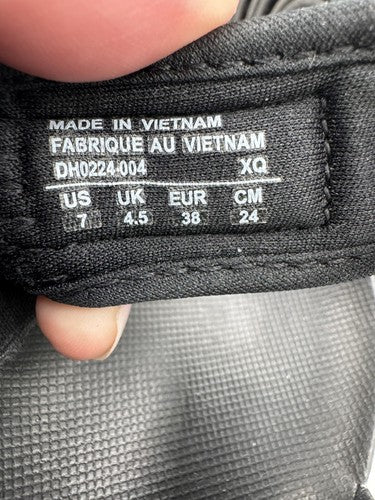 MADE IN VIETNAM
FABRIQUE AU VIETNAM
DH0224-004 XQ
US UK EUR CM
7 4.5 38 24